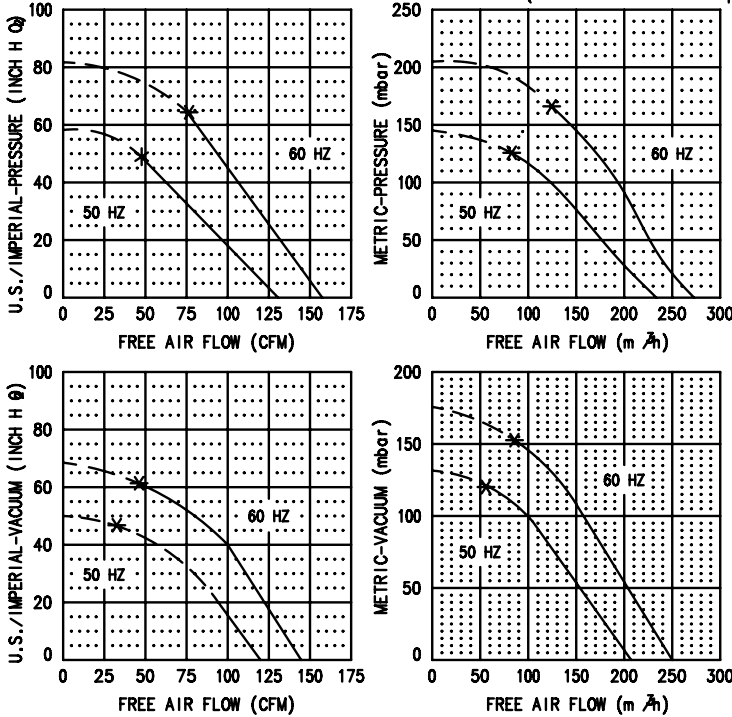 U.S./IMPERIAL-PRESSURE (INCH H O2)
100
80
60
40
20
0
60 HZ
50 HZ
0 25 50 75 100 125 150 175
FREE AIR FLOW (CFM)
METRIC-PRESSURE (mbar)
250
200
150
100
50
0
60 HZ
50 HZ
0 50 100 150 200 250 300
FREE AIR FLOW (m3/h)
U.S./IMPERIAL-VACUUM (INCH H O2)
100
80
60
40
20
0
60 HZ
50 HZ
0 25 50 75 100 125 150 175
FREE AIR FLOW (CFM)
METRIC-VACUUM (mbar)
200
150
100
50
0
60 HZ
50 HZ
0 50 100 150 200 250 300
FREE AIR FLOW (m3/h)